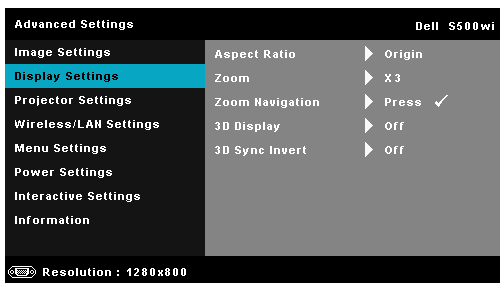 Advanced Settings Dell S500wi
Image Settings Aspect Ratio Origin
Display Settings Zoom X3
Projector Settings Zoom Navigation Press ✓
Wireless/LAN Settings 3D Display Off
Menu Settings 3D Sync Invert Off
Power Settings
Interactive Settings
Information
Resolution : 1280x800